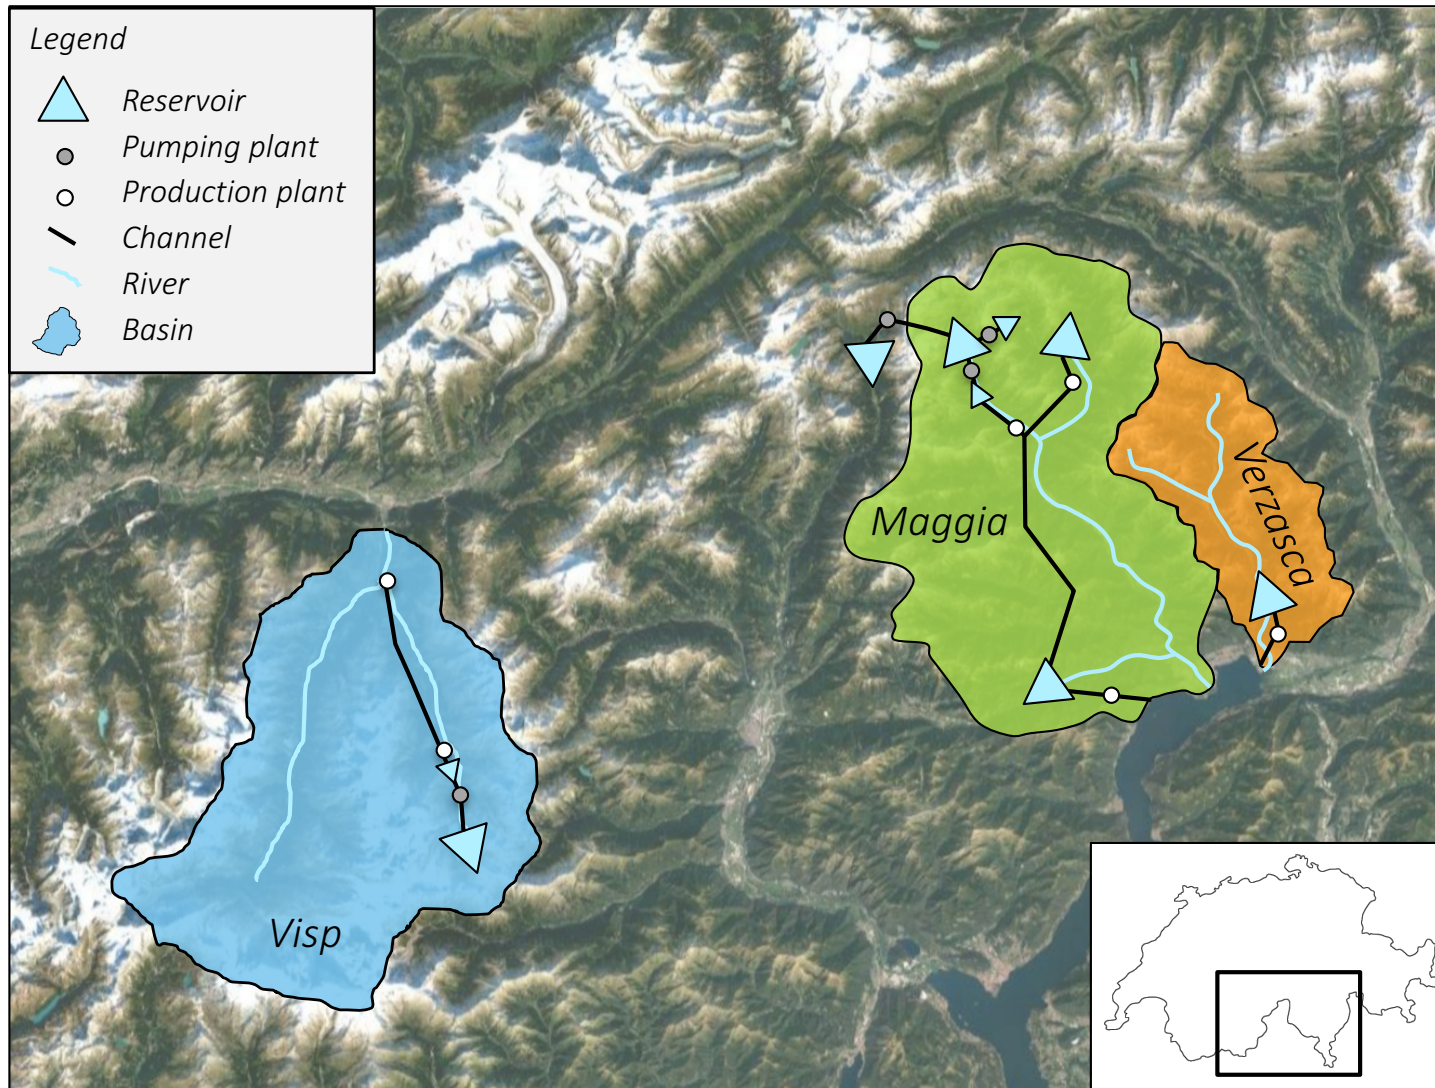 Legend
Reservoir
Pumping plant
Production plant
Channel
River
Basin
Maggia
Verzasca
Visp